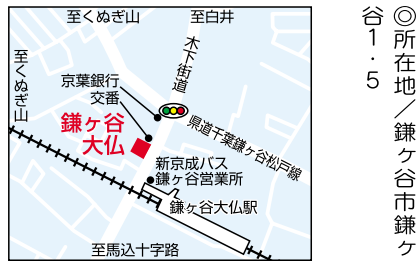 ◎所在地／鎌ヶ谷市鎌ヶ
谷1・5
至くぬぎ山
至白井
木下街道
至くぬぎ山
京葉銀行
交番
鎌ヶ谷
大仏
県道千葉鎌ヶ谷松戸線
新京成バス
鎌ヶ谷営業所
鎌ヶ谷大仏駅
至馬込十字路